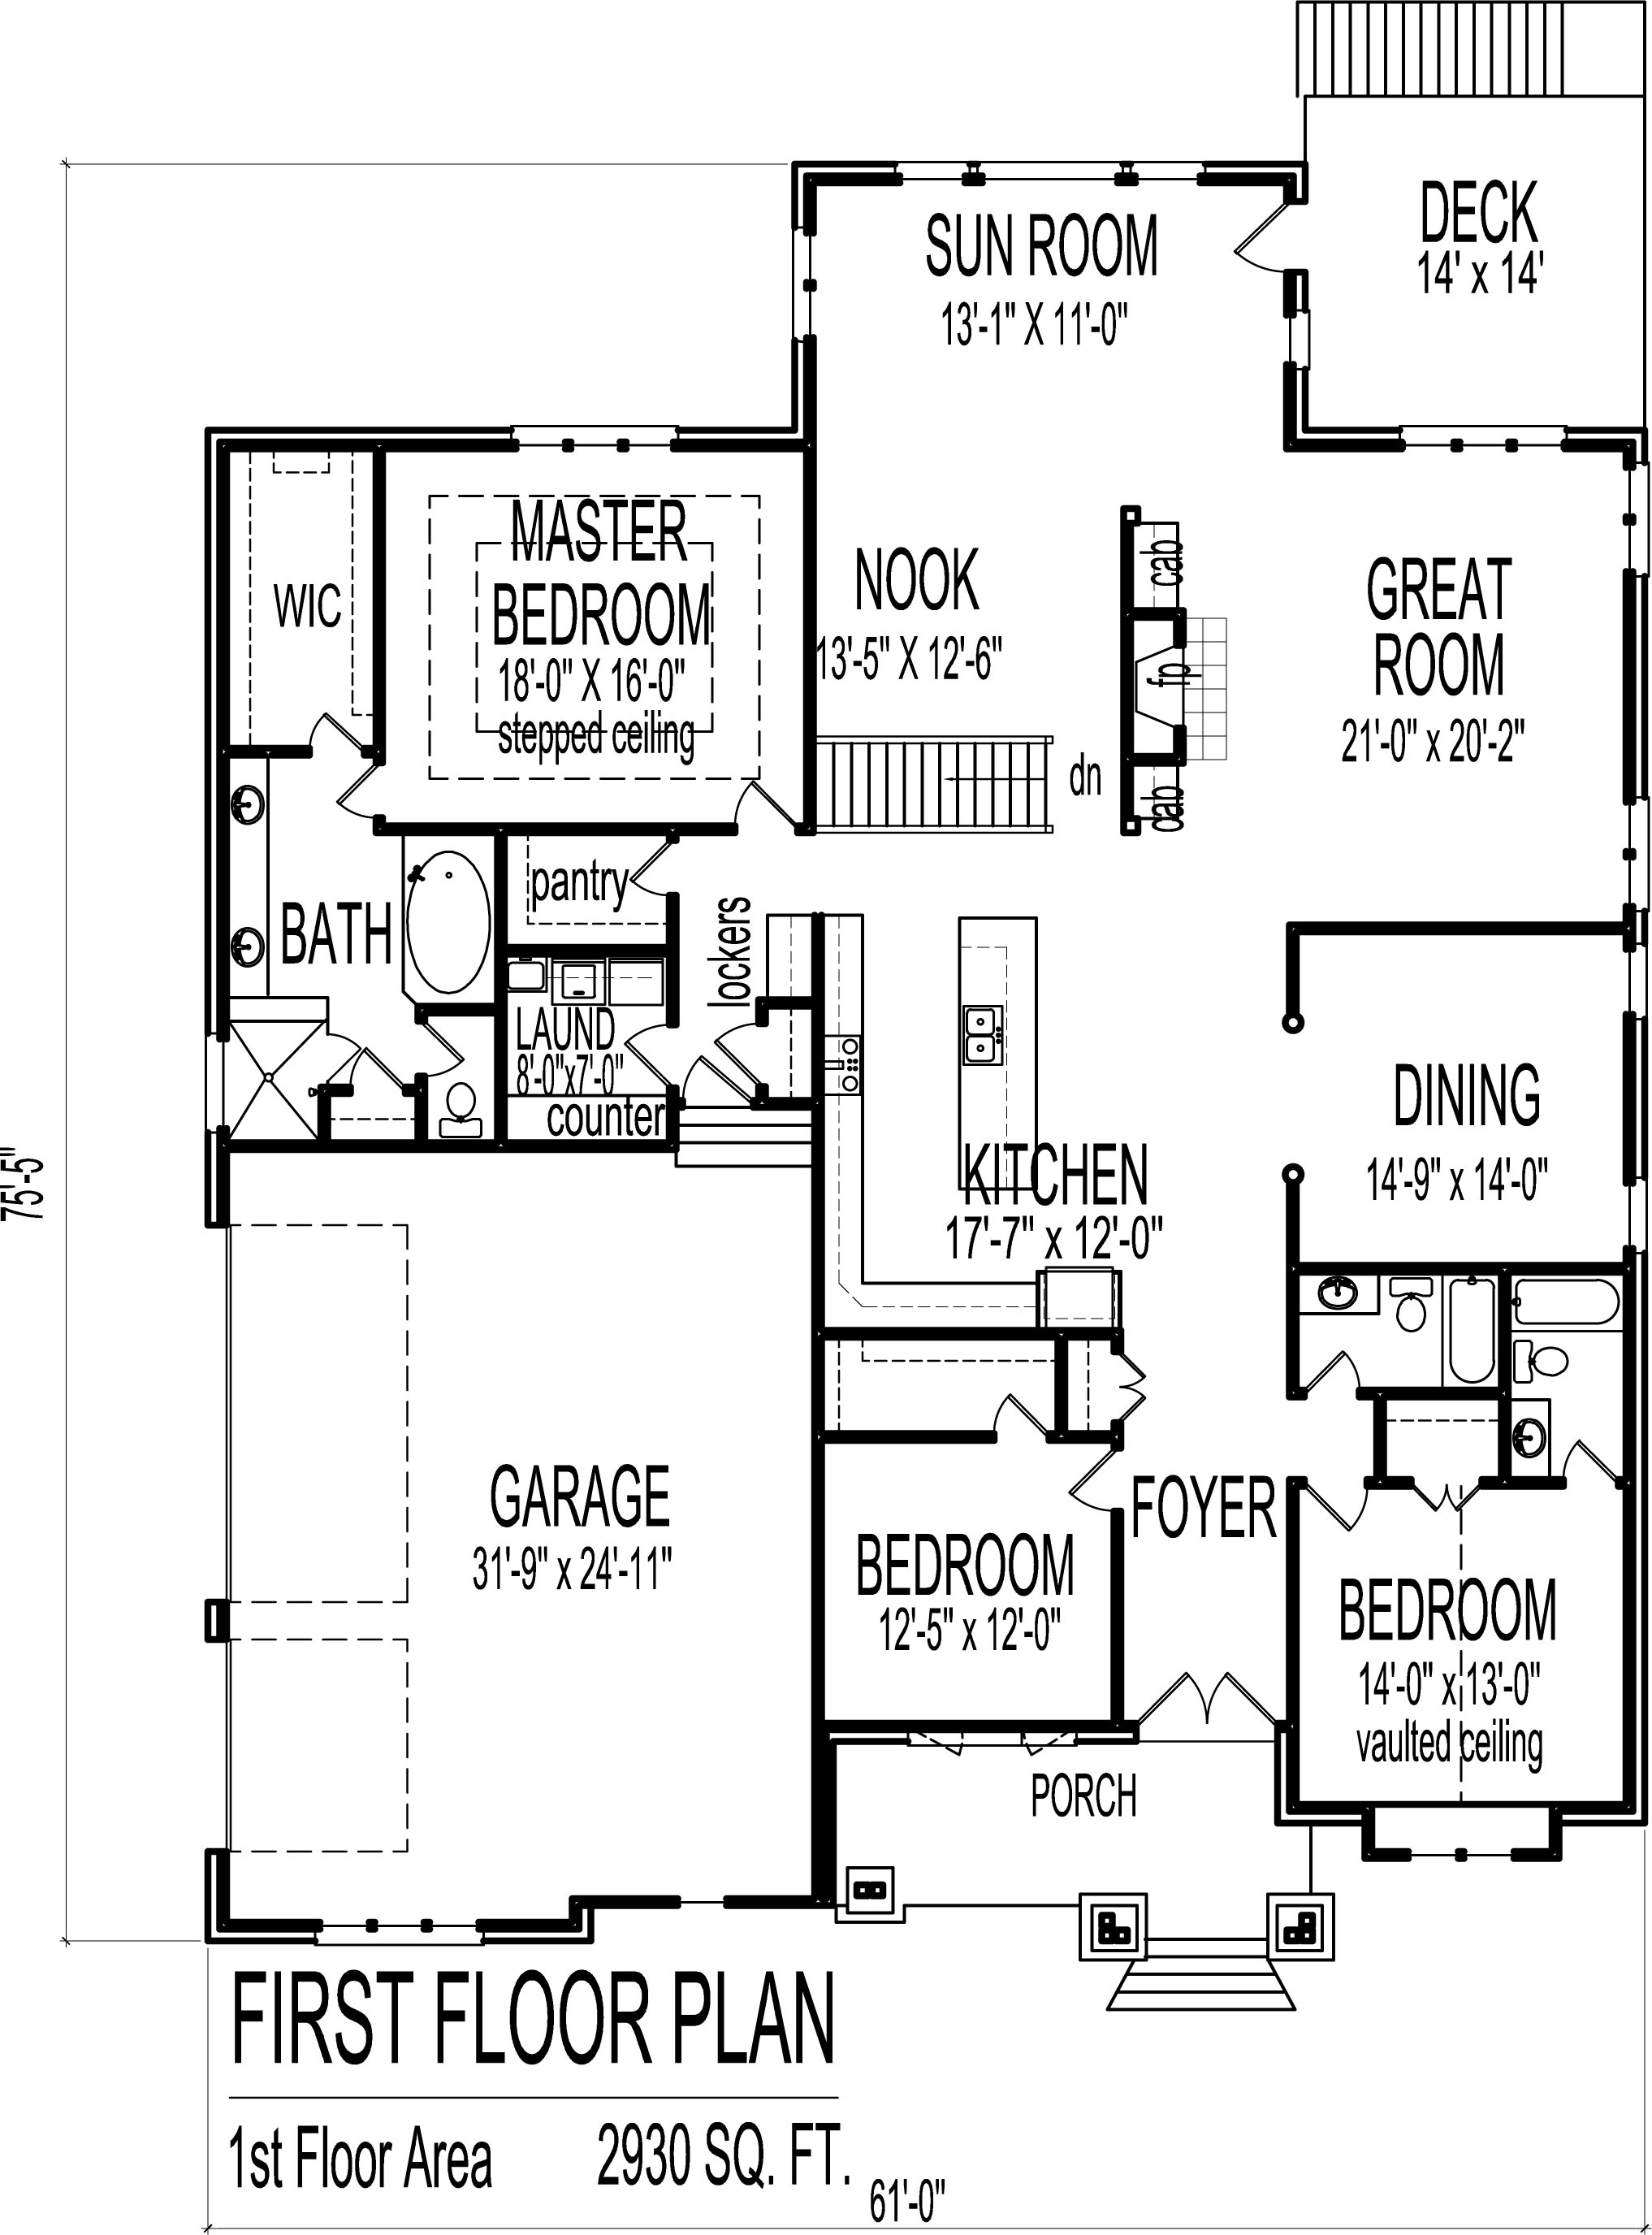 DECK
14' x 14'
SUN ROOM
13'-1" X 11'-0"
MASTER
BEDROOM
18'-0" X 16'-0"
stepped ceiling
WIC
NOOK
13'-5" X 12'-6"
cab
fp
cab
GREAT
ROOM
21'-0" x 20'-2"
dn
pantry
BATH
lockers
LAUND
8'-0"x7'-0"
counter
DINING
14'-9" x 14'-0"
KITCHEN
17'-7" x 12'-0"
75'-5"
GARAGE
31'-9" x 24'-11"
FOYER
BEDROOM
12'-5" x 12'-0"
BEDROOM
14'-0" x 13'-0"
vaulted ceiling
PORCH
FIRST FLOOR PLAN
1st Floor Area 2930 SQ. FT.
61'-0"